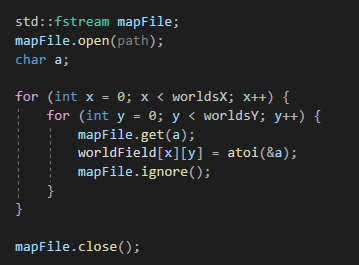 std::fstream mapFile;
mapFile.open(path);
char a;
for (int x = 0; x < worldsX; x++) {
for (int y = 0; y < worldsY; y++) {
mapFile.get(a);
worldField[x][y] = atoi(&a);
mapFile.ignore();
}
}
mapFile.close();